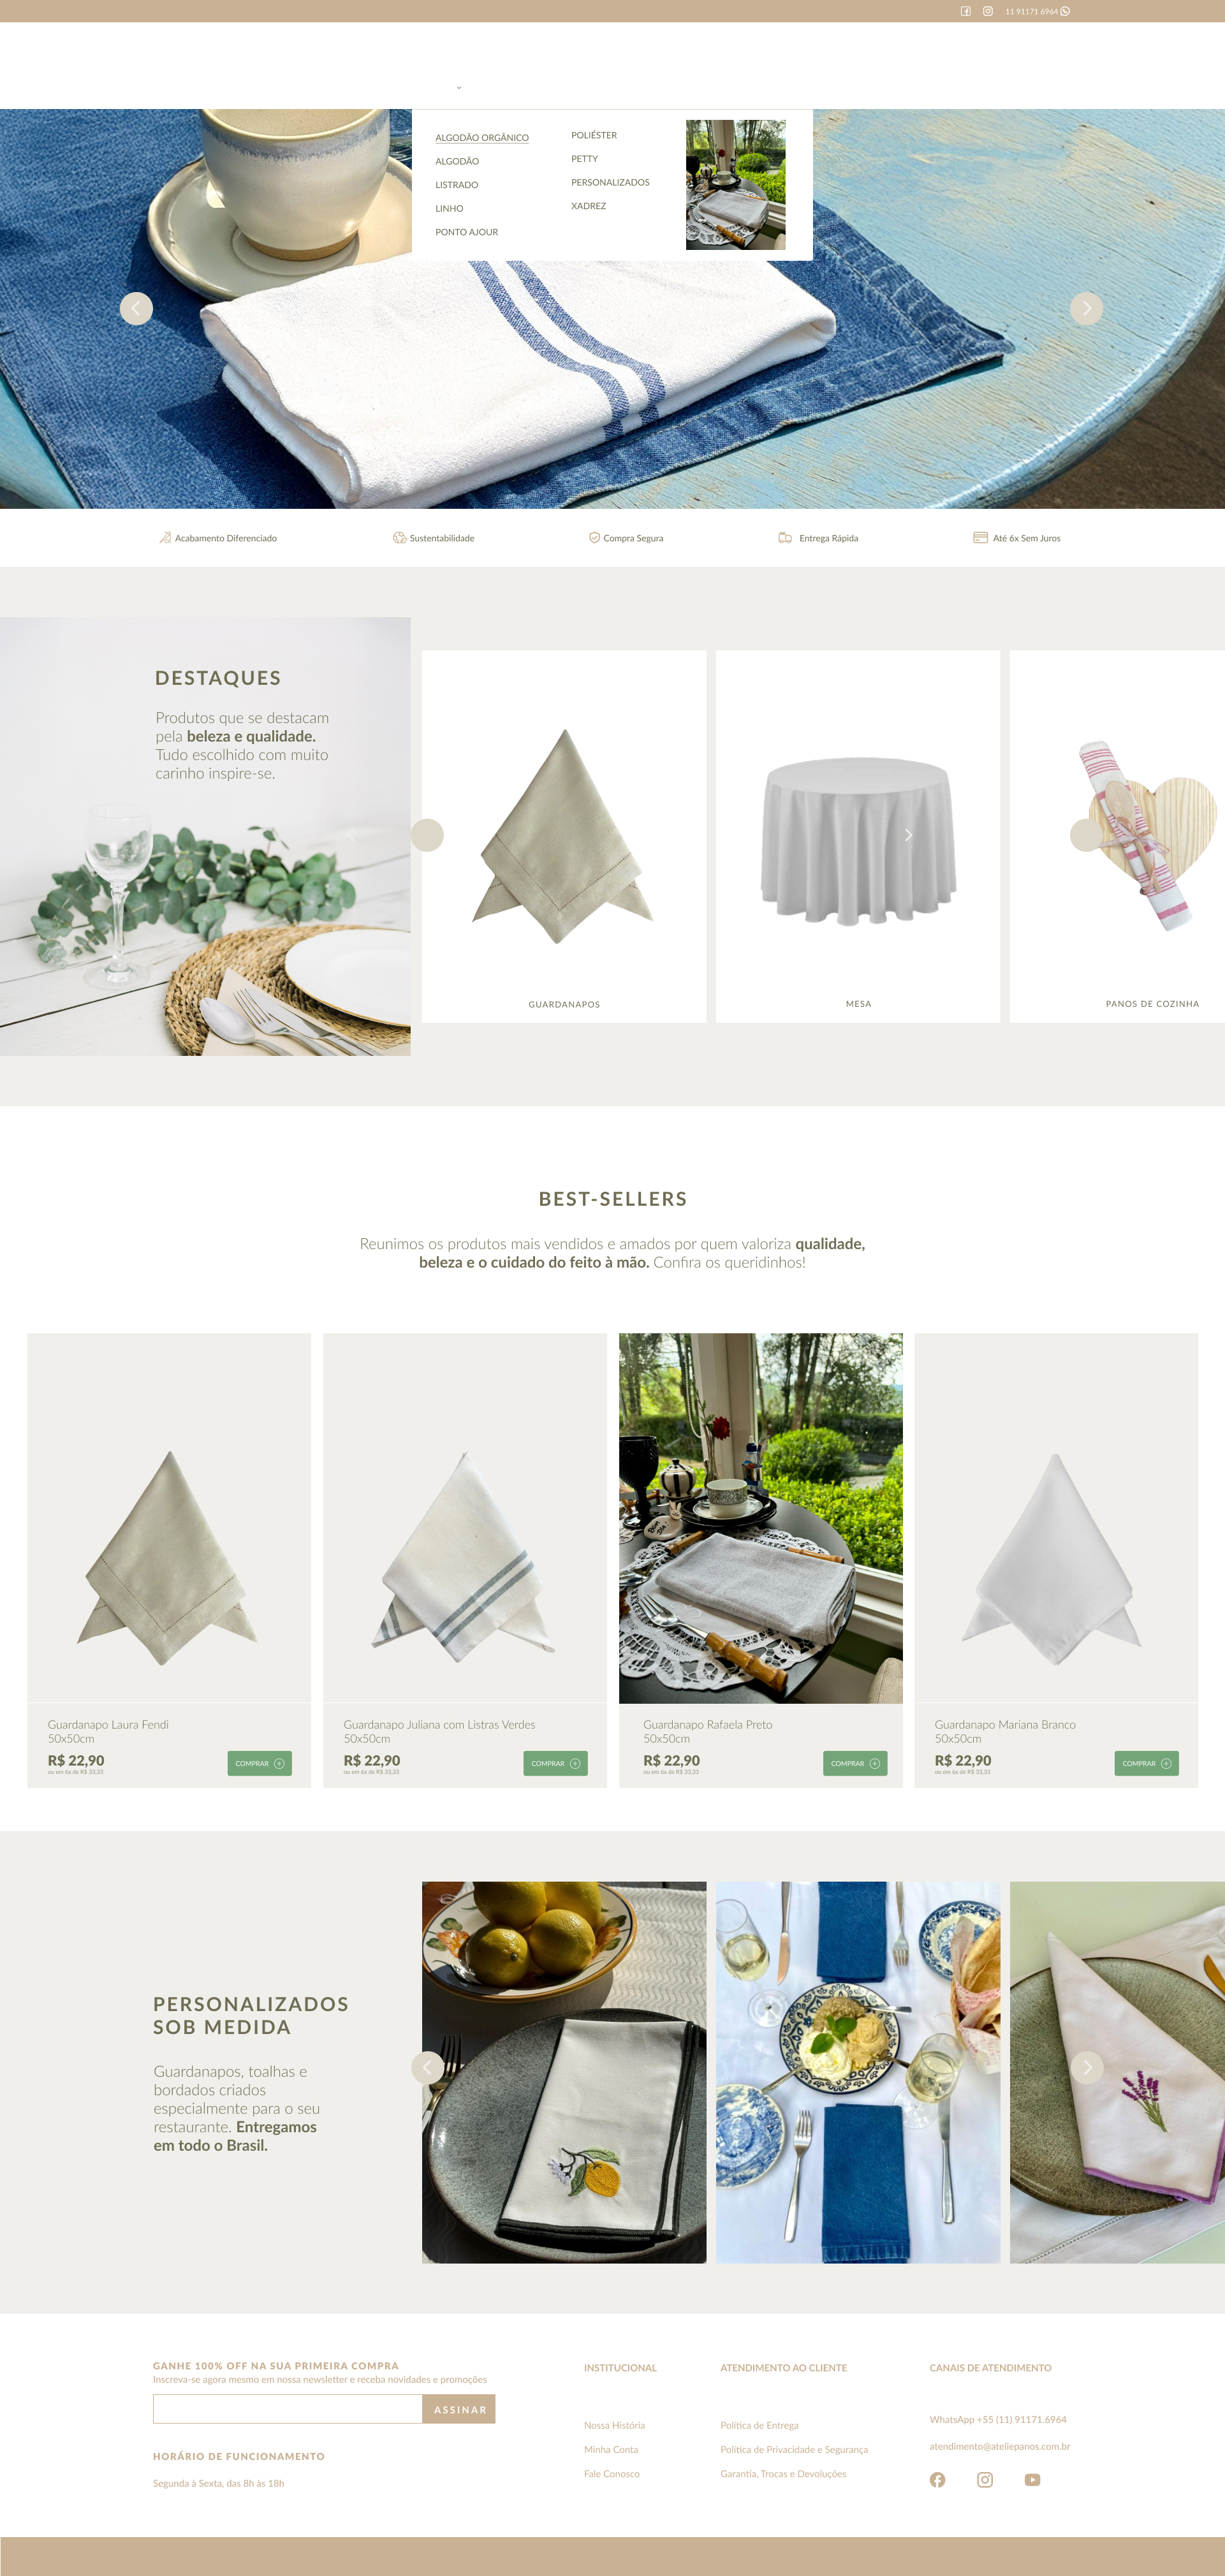 11 91171 6964
ALGODÃO ORGÂNICO
ALGODÃO
LISTRADO
LINHO
PONTO AJOUR
POLIÉSTER
PETTY
PERSONALIZADOS
XADREZ
Acabamento Diferenciado
Sustentabilidade
Compra Segura
Entrega Rápida
Até 6x Sem Juros
DESTAQUES
Produtos que se destacam
pela beleza e qualidade.
Tudo escolhido com muito
carinho inspire-se.
GUARDANAPOS
MESA
PANOS DE COZINHA
BEST-SELLERS
Reunimos os produtos mais vendidos e amados por quem valoriza qualidade,
beleza e o cuidado do feito à mão. Confira os queridinhos!
Guardanapo Laura Fendi
50x50cm
R$ 22,90
ou em 6x de R$ 33,33
COMPRAR
Guardanapo Juliana com Listras Verdes
50x50cm
R$ 22,90
ou em 6x de R$ 33,33
COMPRAR
Guardanapo Rafaela Preto
50x50cm
R$ 22,90
ou em 6x de R$ 33,33
COMPRAR
Guardanapo Mariana Branco
50x50cm
R$ 22,90
ou em 6x de R$ 33,33
COMPRAR
PERSONALIZADOS
SOB MEDIDA
Guardanapos, toalhas e
bordados criados
especialmente para o seu
restaurante. Entregamos
em todo o Brasil.
GANHE 100% OFF NA SUA PRIMEIRA COMPRA
Inscreva-se agora mesmo em nossa newsletter e receba novidades e promoções
ASSINAR
HORÁRIO DE FUNCIONAMENTO
Segunda à Sexta, das 8h às 18h
INSTITUCIONAL
Nossa História
Minha Conta
Fale Conosco
ATENDIMENTO AO CLIENTE
Política de Entrega
Política de Privacidade e Segurança
Garantia, Trocas e Devoluções
CANAIS DE ATENDIMENTO
WhatsApp +55 (11) 91171.6964
atendimento@ateliepanos.com.br